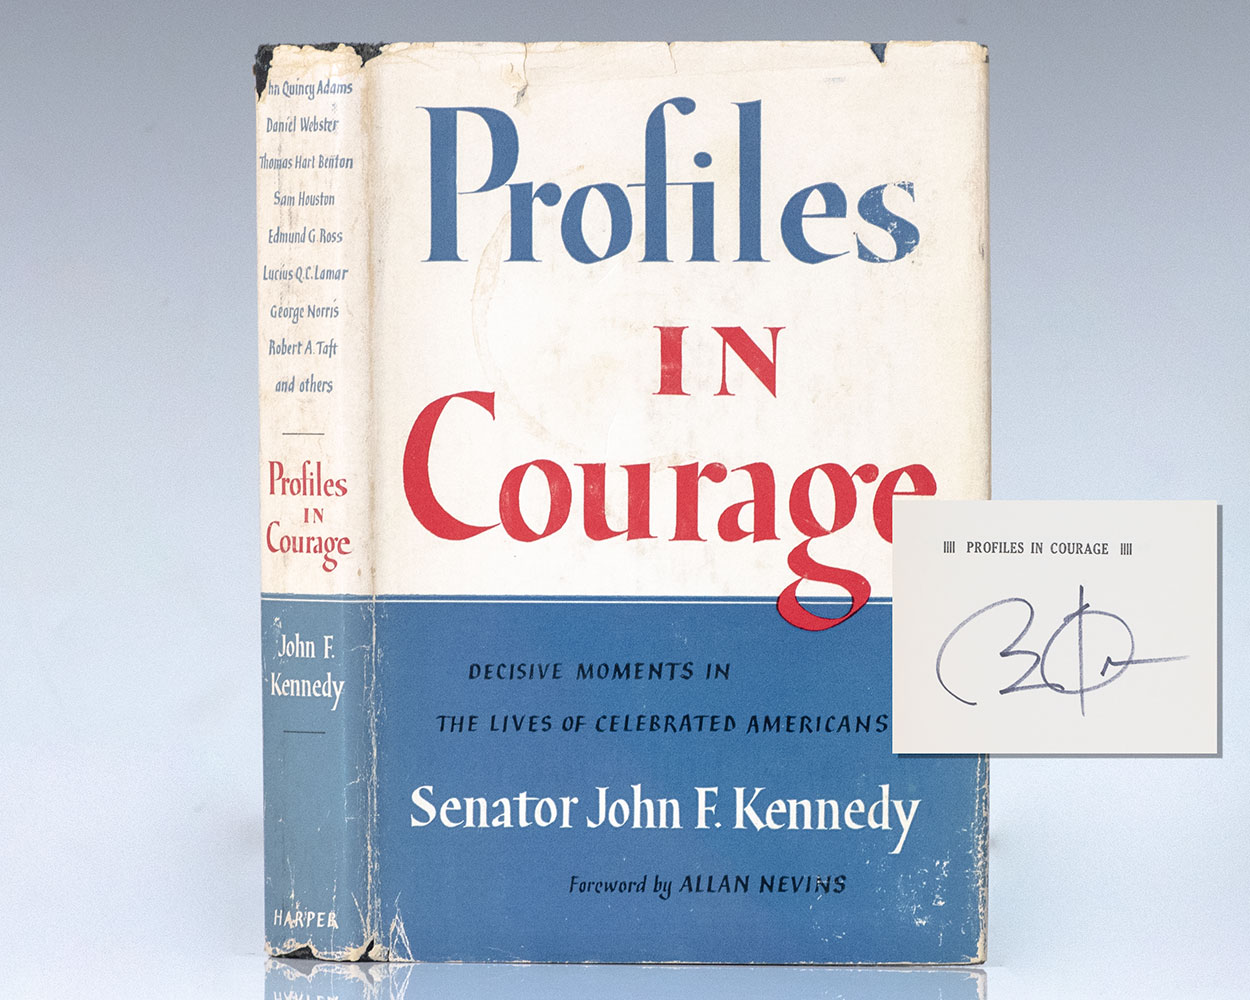 hn Quincy Adams
Daniel Webster
Thomas Hart Benton
Sam Houston
Edmund G. Ross
Lucius Q.C. Lamar
George Norris
Robert A. Taft
and others
Profiles
IN
Courage
John F.
Kennedy
HARPER
Profiles
IN
Courage
DECISIVE MOMENTS IN
THE LIVES OF CELEBRATED AMERICANS
Senator John F. Kennedy
Foreword by ALLAN NEVINS
PROFILES IN COURAGE